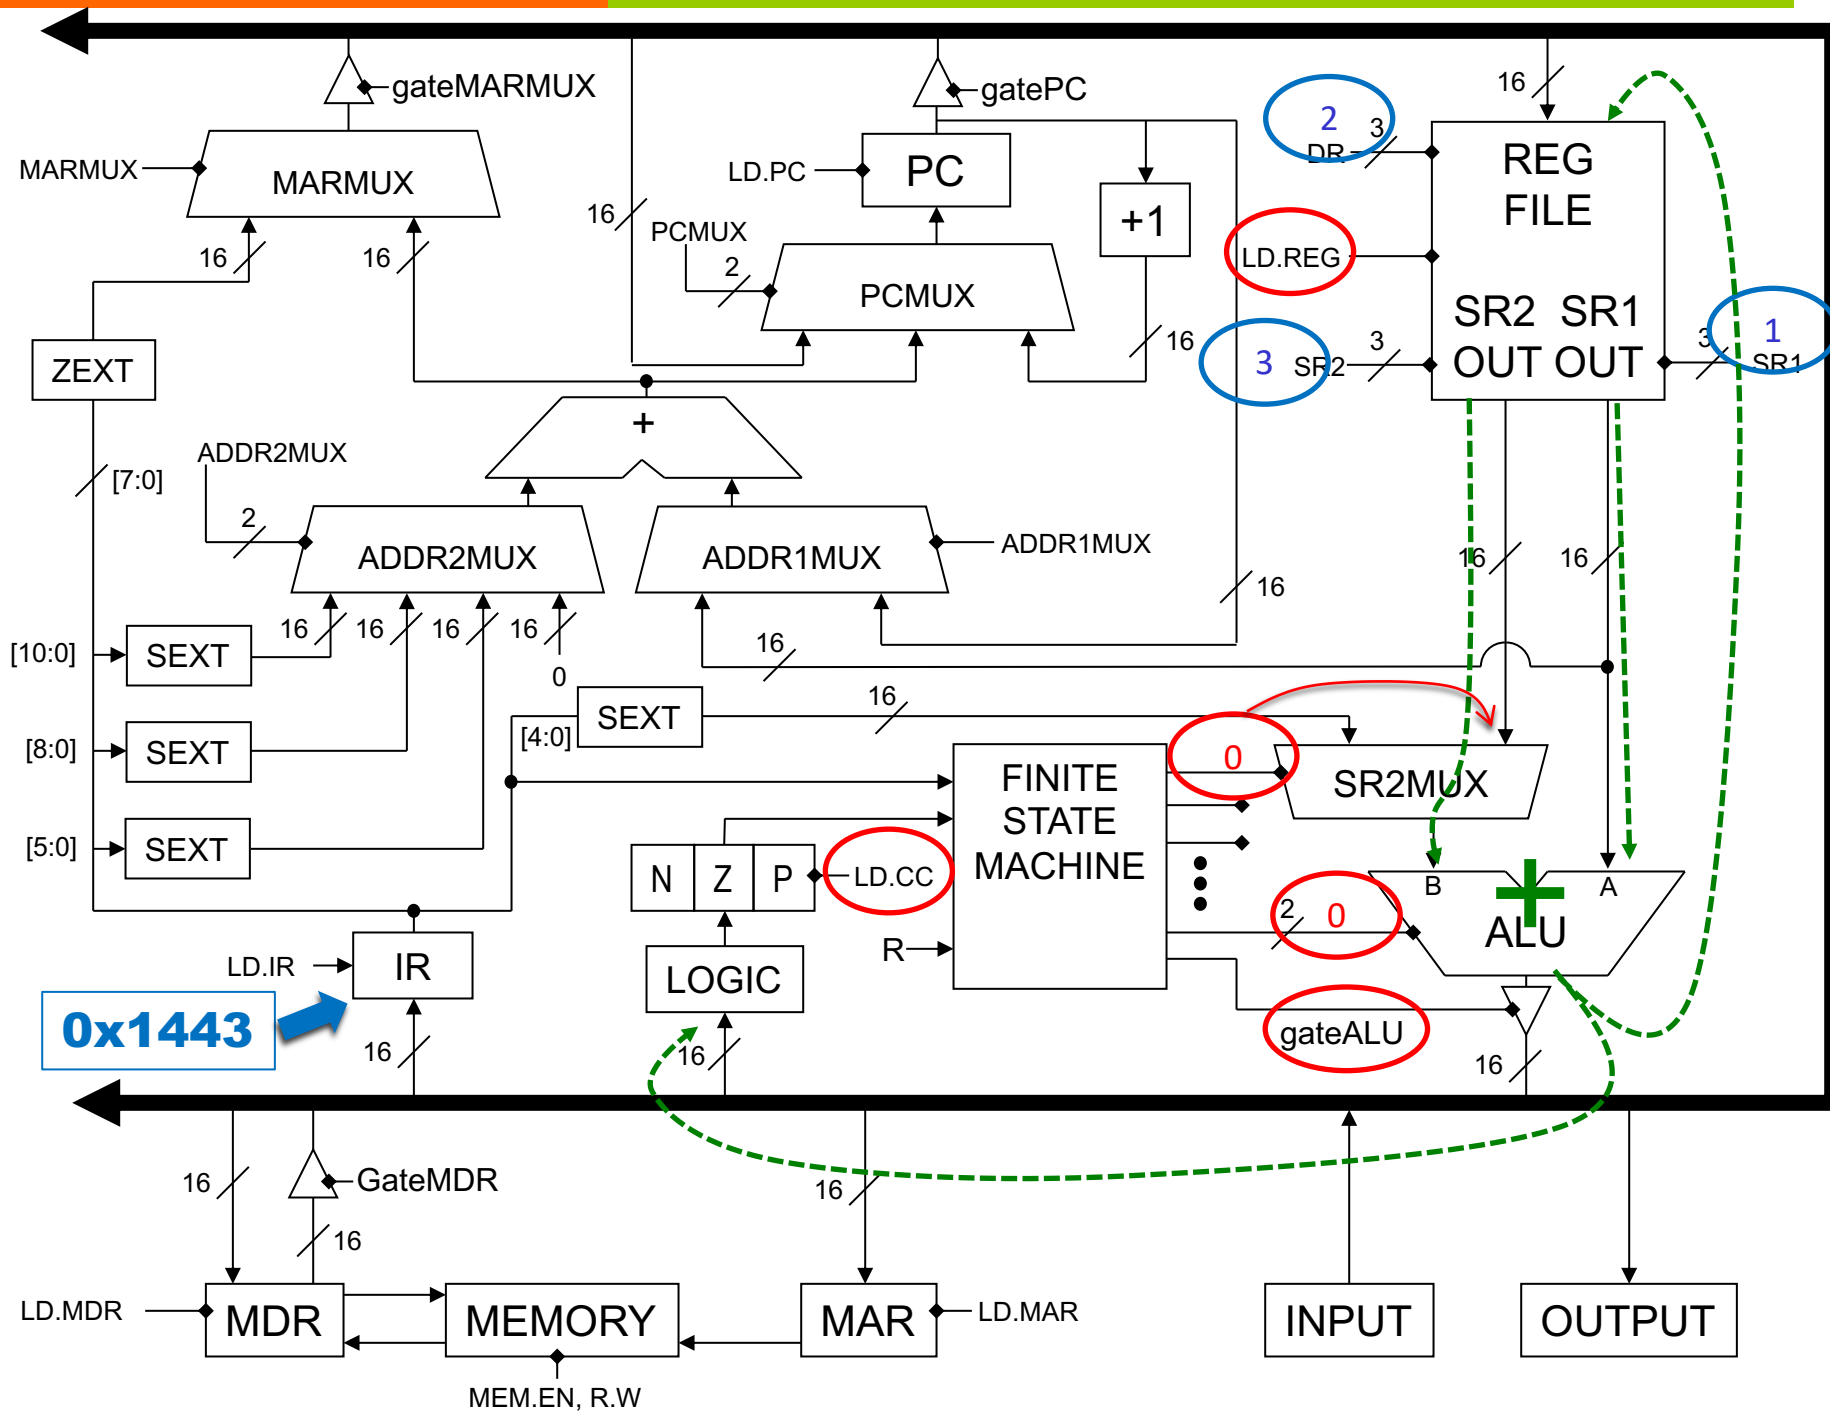 gateMARMUX
gatePC
16
2
3
DR
MARMUX
MARMUX
LD.PC
PC
REG
FILE
16
PCMUX
2
+1
LD.REG
16
16
PCMUX
SR2 SR1
OUT OUT
16
3
SR2
3
1
3
SR1
ZEXT
+
ADDR2MUX
[7:0]
2
ADDR2MUX
ADDR1MUX
ADDR1MUX
16
16
16
16
16
16
16
[10:0]
SEXT
0
16
[4:0]
SEXT
16
[8:0]
SEXT
FINITE
STATE
MACHINE
0
SR2MUX
[5:0]
SEXT
N Z P
LD.CC
2
0
B
A
+
ALU
R
LD.IR
IR
LOGIC
0x1443
16
16
gateALU
16
16
GateMDR
16
16
LD.MDR
MDR
MEMORY
MAR
LD.MAR
INPUT
OUTPUT
MEM.EN, R.W